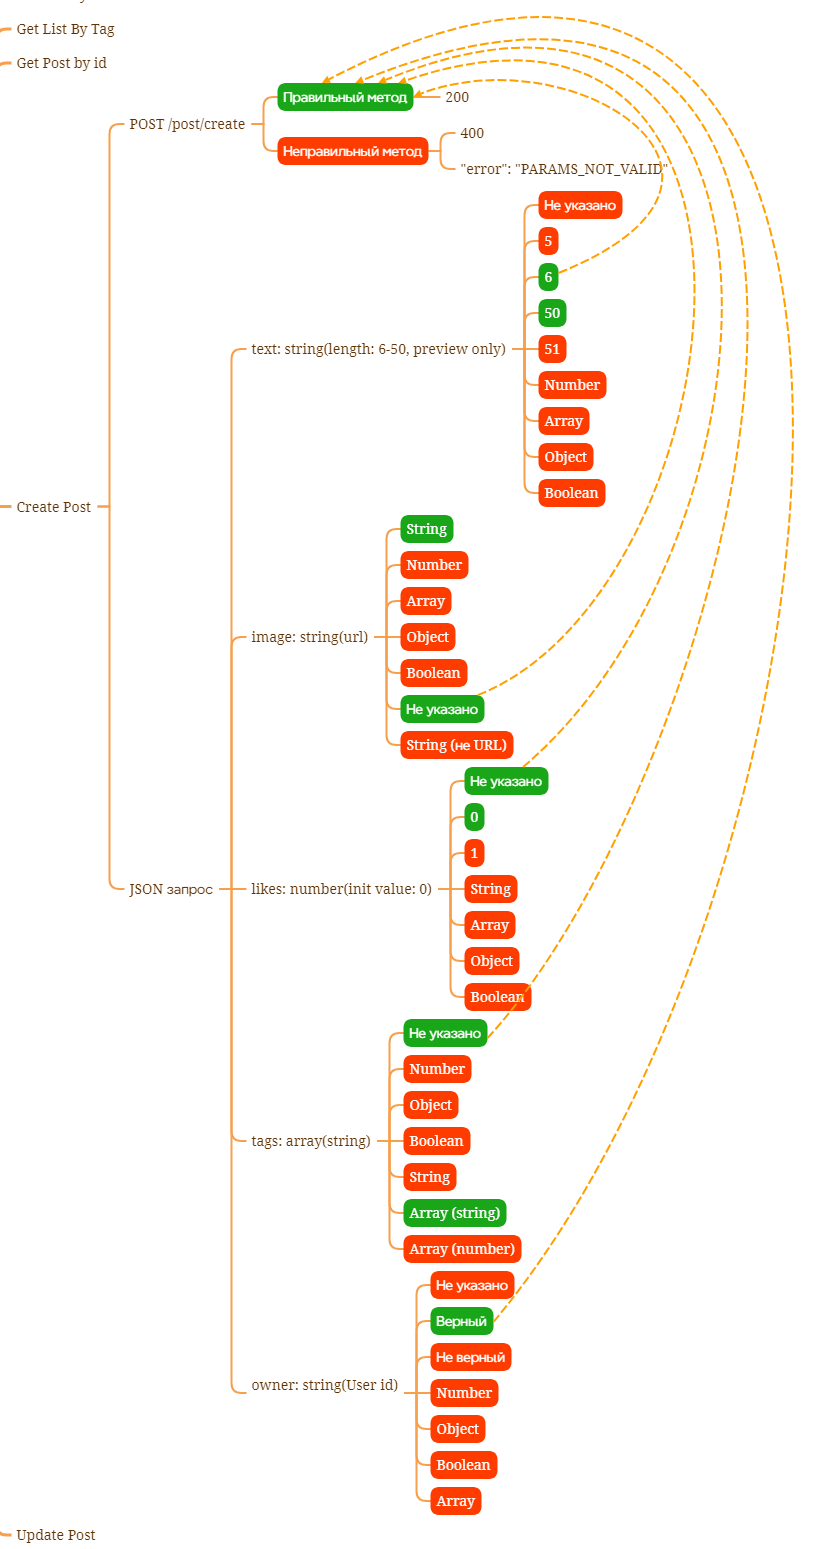 Get List By Tag
Get Post by id
POST /post/create
Правильный метод
200
Неправильный метод
400
"error": "PARAMS_NOT_VALID"
Create Post
JSON запрос
text: string(length: 6-50, preview only)
Не указано
5
6
50
51
Number
Array
Object
Boolean
image: string(url)
String
Number
Array
Object
Boolean
Не указано
String (не URL)
likes: number(init value: 0)
Не указано
0
1
String
Array
Object
Boolean
tags: array(string)
Не указано
Number
Object
Boolean
String
Array (string)
Array (number)
owner: string(User id)
Не указано
Верный
Не верный
Number
Object
Boolean
Array
Update Post